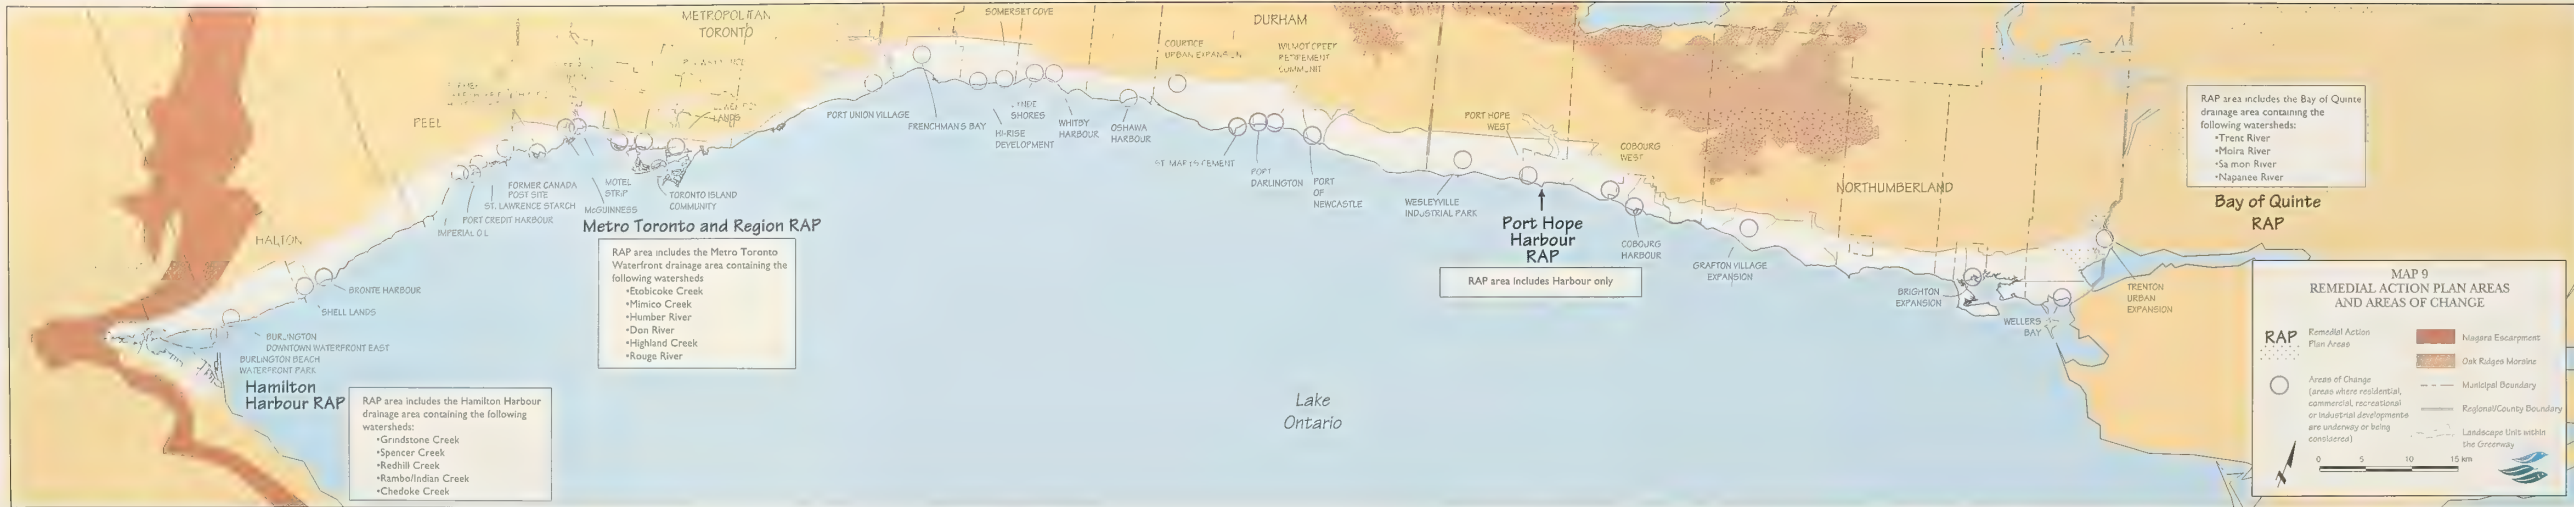 METROPOLITAN
TORONTO
SOMERSET COVE
DURHAM
COURTICE
URBAN EXPANSION
WILMOT CREEK
RETIREMENT
COMMUNIT
PEEL
LANDS
PORT UNION VILLAGE
FRENCHMAN'S BAY
SHORES
HI-RISE
DEVELOPMENT
WHITBY
HARBOUR
OSHAWA
HARBOUR
ST. MARYS CEMENT
PORT
DARLINGTON
PORT
OF
NEWCASTLE
PORT HOPE
WEST
COBOURG
WEST
WESLEYVILLE
INDUSTRIAL PARK
Port Hope
Harbour
RAP
RAP area includes Harbour only
COBOURG
HARBOUR
GRAFTON VILLAGE
EXPANSION
NORTHUMBERLAND
BRIGHTON
EXPANSION
WELLERS
BAY
TRENTON
URBAN
EXPANSION
RAP area includes the Bay of Quinte
drainage area containing the
following watersheds:
•Trent River
•Moira River
•Sa mon River
•Napanee River
Bay of Quinte
RAP
FORMER CANADA
POST SITE
ST. LAWRENCE STARCH
PORT CREDIT HARBOUR
IMPERIAL OIL
MOTEL
STRIP
McGUINNESS
TORONTO ISLAND
COMMUNITY
Metro Toronto and Region RAP
RAP area includes the Metro Toronto
Waterfront drainage area containing the
following watersheds
•Etobicoke Creek
•Mimico Creek
•Humber River
•Don River
•Highland Creek
•Rouge River
HALTON
BRONTE HARBOUR
SHELL LANDS
BURLINGTON
DOWNTOWN WATERFRONT EAST
BURLINGTON BEACH
WATERFRONT PARK
Hamilton
Harbour RAP
RAP area includes the Hamilton Harbour
drainage area containing the following
watersheds:
•Grindstone Creek
•Spencer Creek
•Redhill Creek
•Rambo/Indian Creek
•Chedoke Creek
Lake
Ontario
MAP 9
REMEDIAL ACTION PLAN AREAS
AND AREAS OF CHANGE
RAP
Remedial Action
Plan Areas
Areas of Change
(areas where residential,
commercial, recreational
or industrial developments
are underway or being
considered)
Niagara Escarpment
Oak Ridges Moraine
Municipal Boundary
Regional/County Boundary
Landscape Unit within
the Greenway
0 5 10 15 km